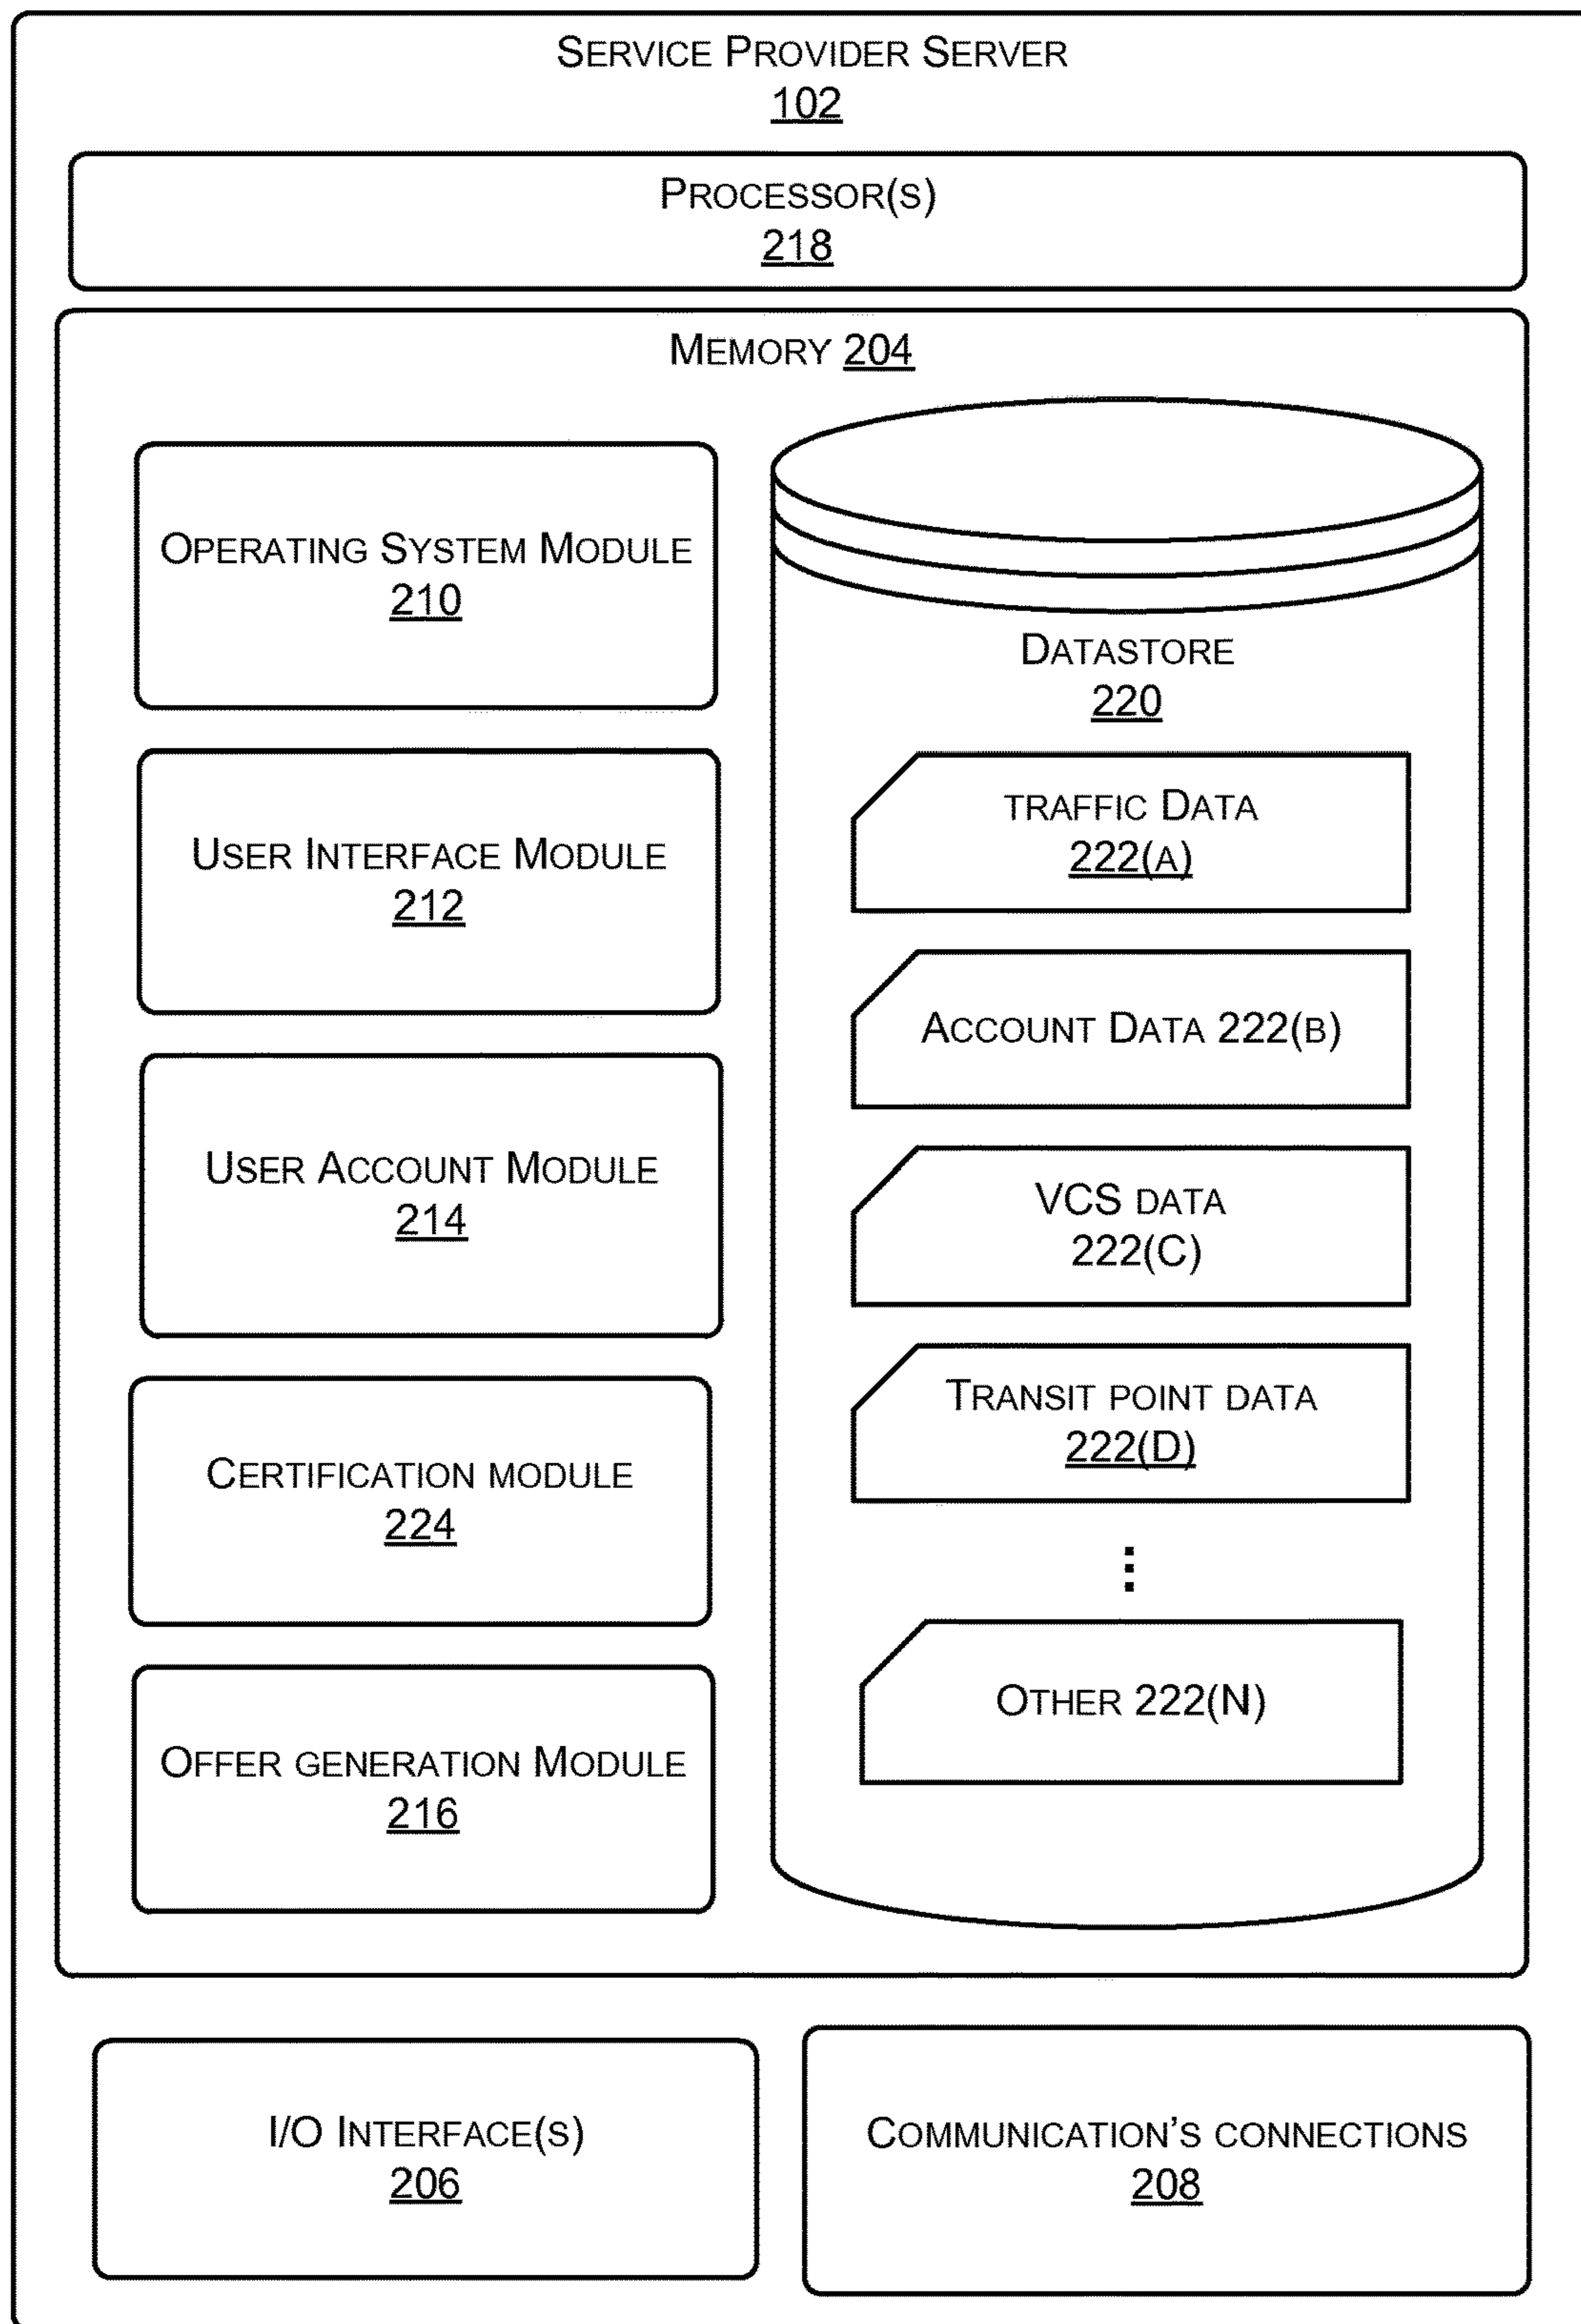 SERVICE PROVIDER SERVER
102
PROCESSOR(S)
218
MEMORY 204
OPERATING SYSTEM MODULE
210
USER INTERFACE MODULE
212
USER ACCOUNT MODULE
214
CERTIFICATION MODULE
224
OFFER GENERATION MODULE
216
DATASTORE
220
TRAFFIC DATA
222(A)
ACCOUNT DATA 222(B)
VCS DATA
222(C)
TRANSIT POINT DATA
222(D)
⋮
OTHER 222(N)
I/O INTERFACE(S)
206
COMMUNICATION'S CONNECTIONS
208